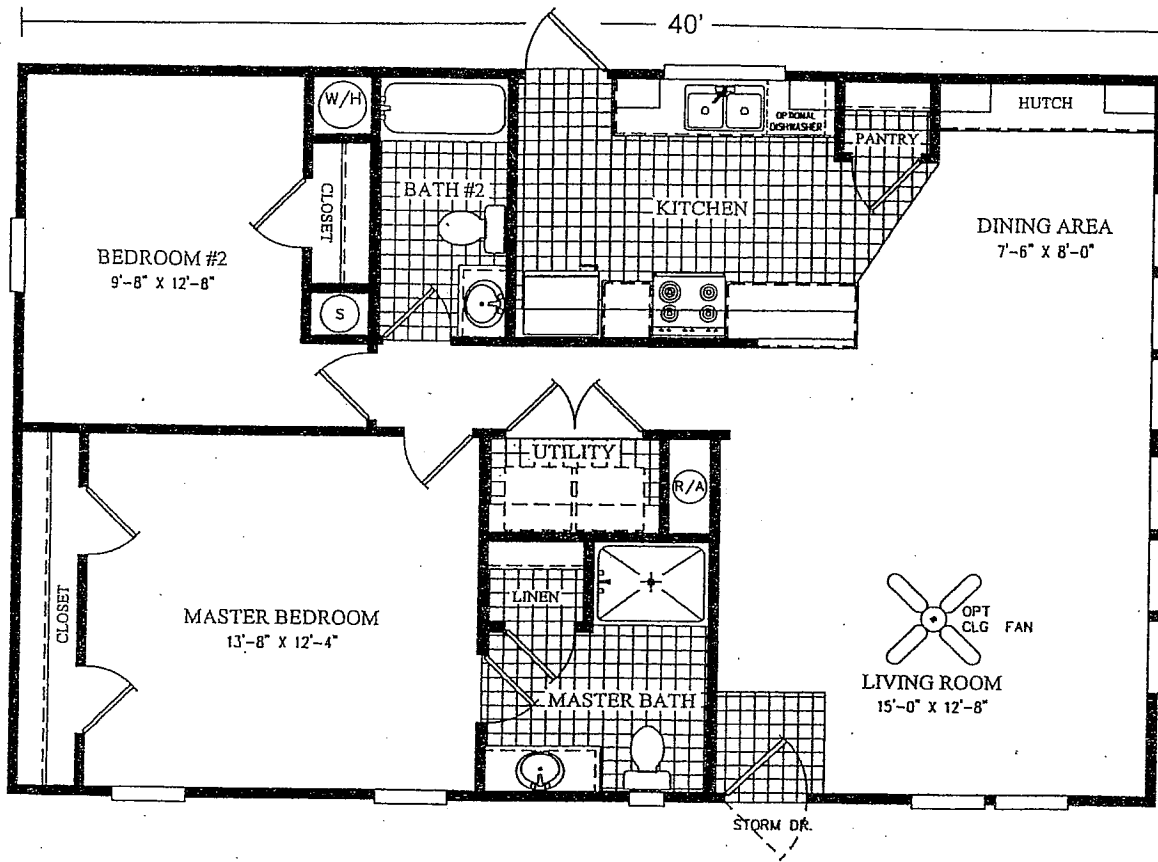 40'
W/H
HUTCH
OPTIONAL
DISHWASHER
PANTRY
BATH #2
CLOSET
KITCHEN
DINING AREA
7'-6" X 8'-0"
BEDROOM #2
9'-8" X 12'-8"
S
UTILITY
R/A
CLOSET
LINEN
MASTER BEDROOM
13'-8" X 12'-4"
OPT
CLG FAN
LIVING ROOM
15'-0" X 12'-8"
MASTER BATH
STORM DR.